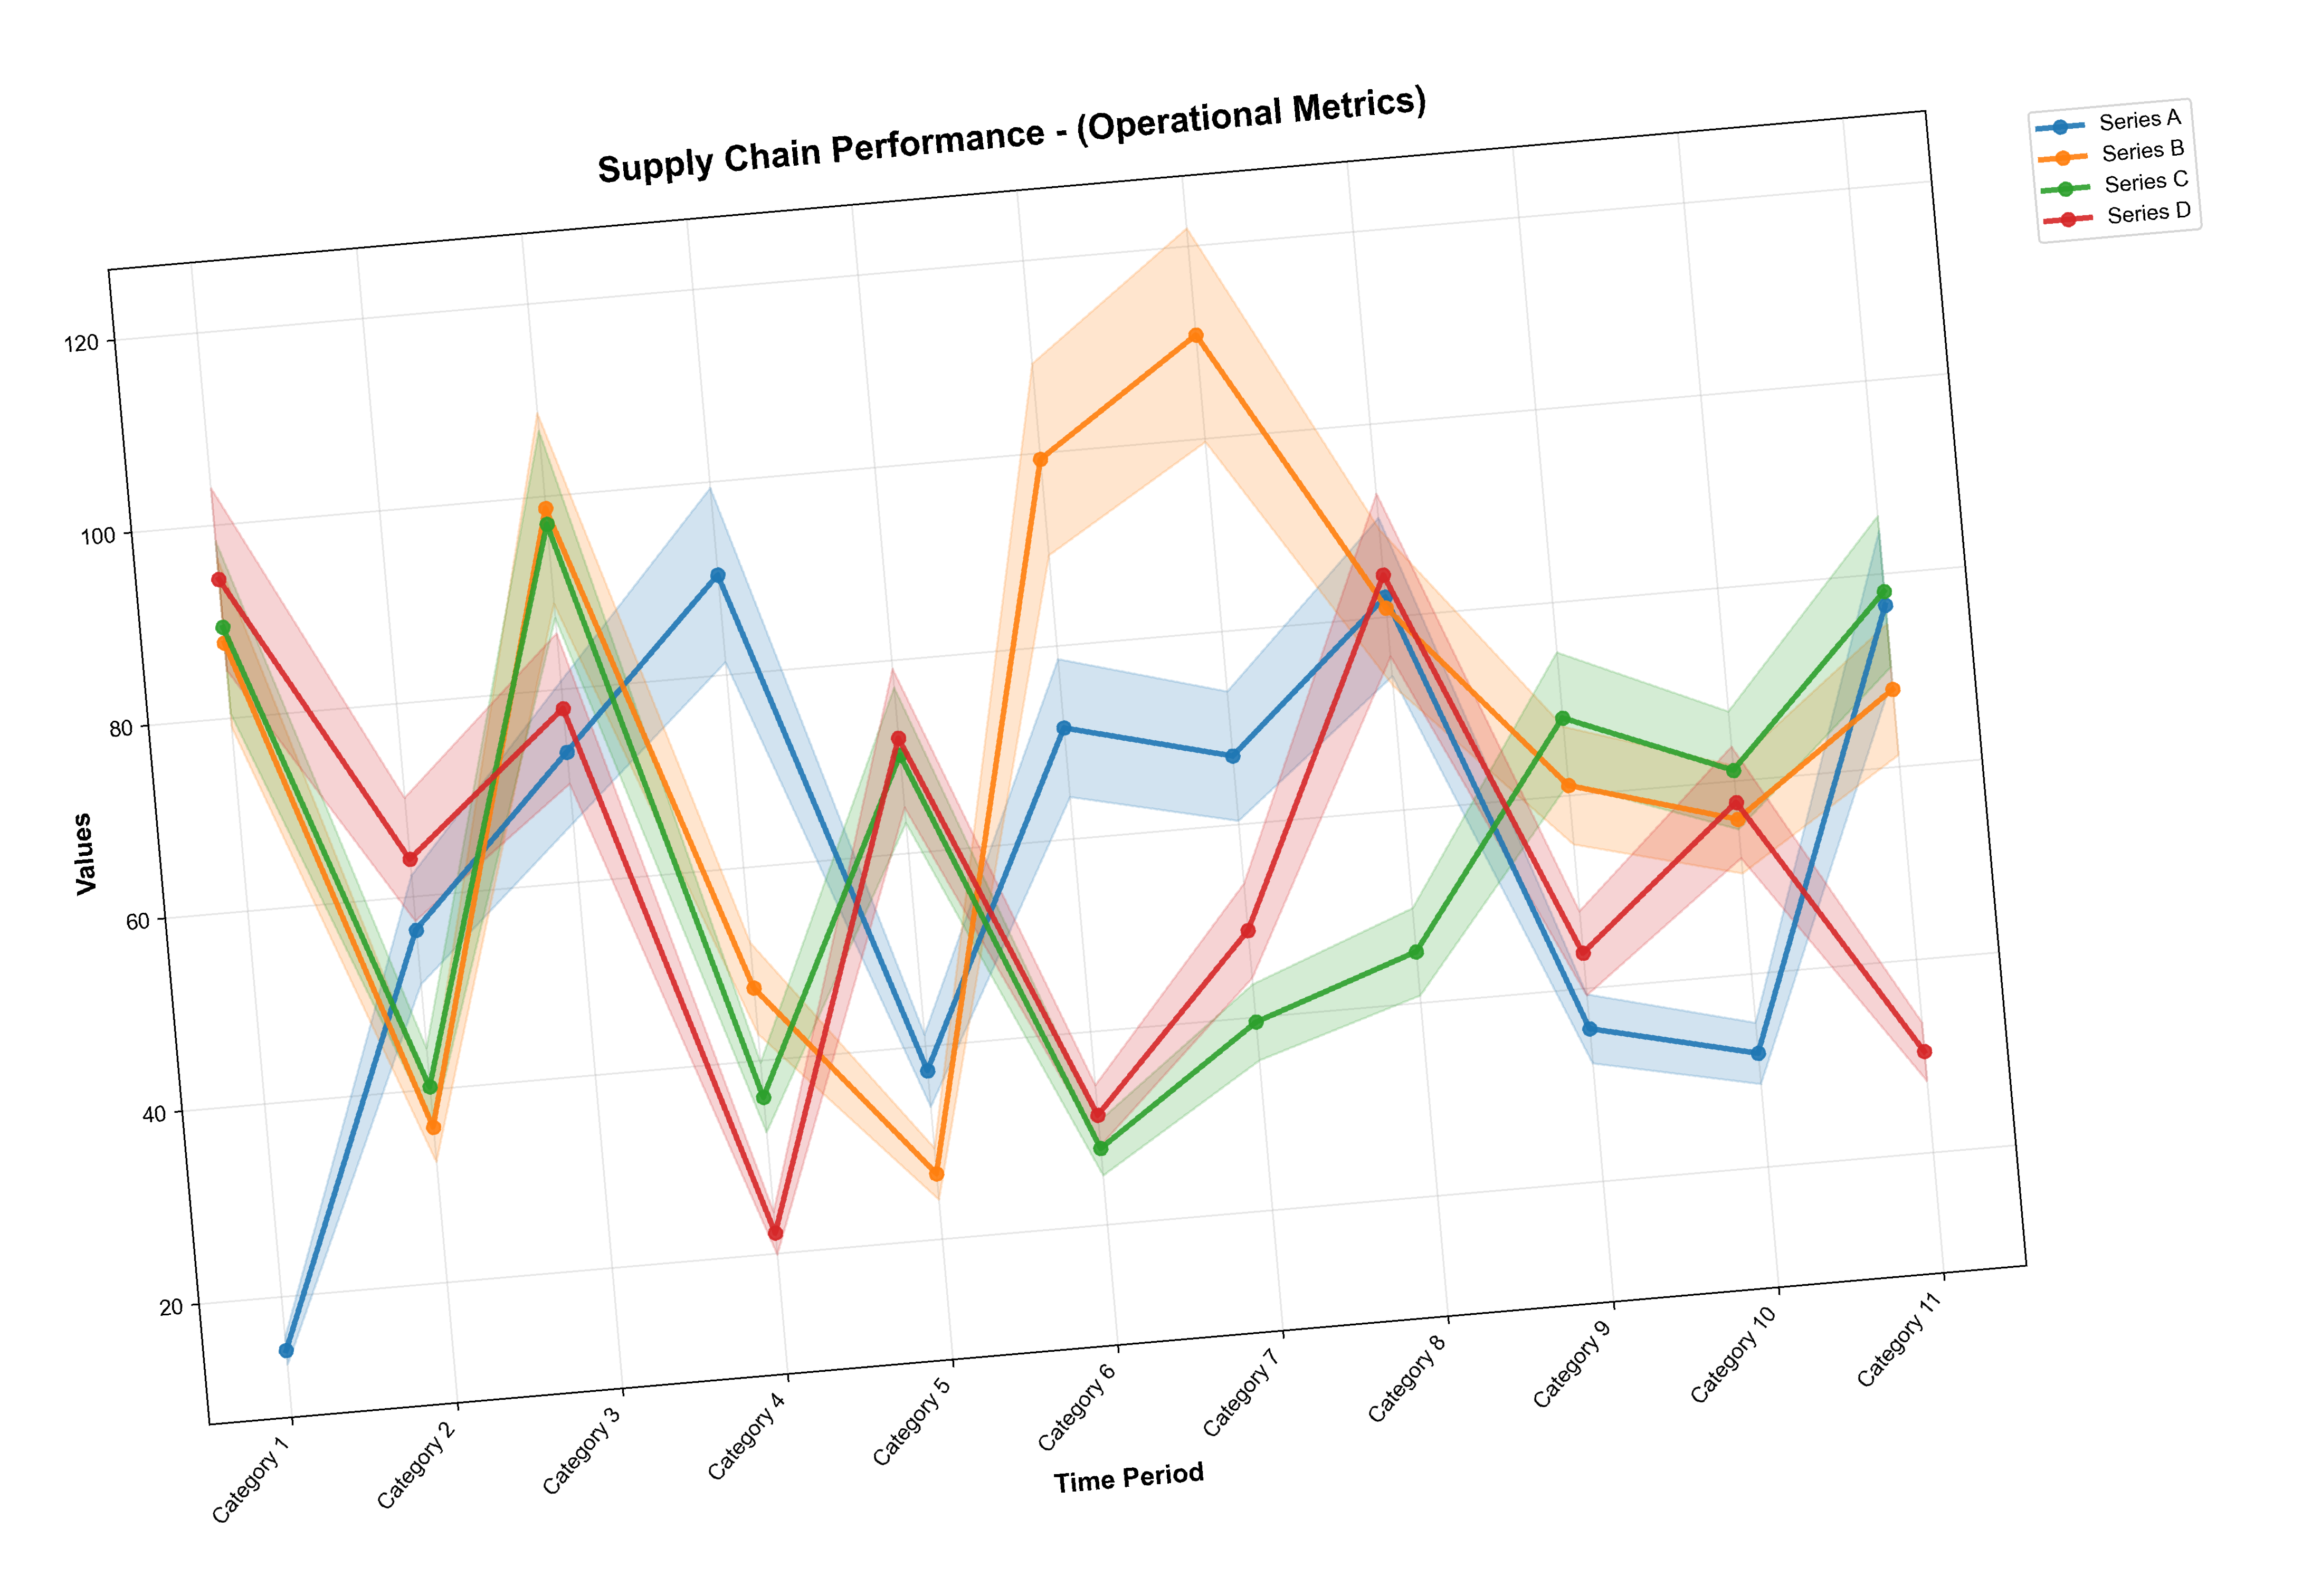 Supply Chain Performance - (Operational Metrics)
Series A
Series B
Series C
Series D
120
100
80
60
40
20
Values
Category 1
Category 2
Category 3
Category 4
Category 5
Category 6
Category 7
Category 8
Category 9
Category 10
Category 11
Time Period